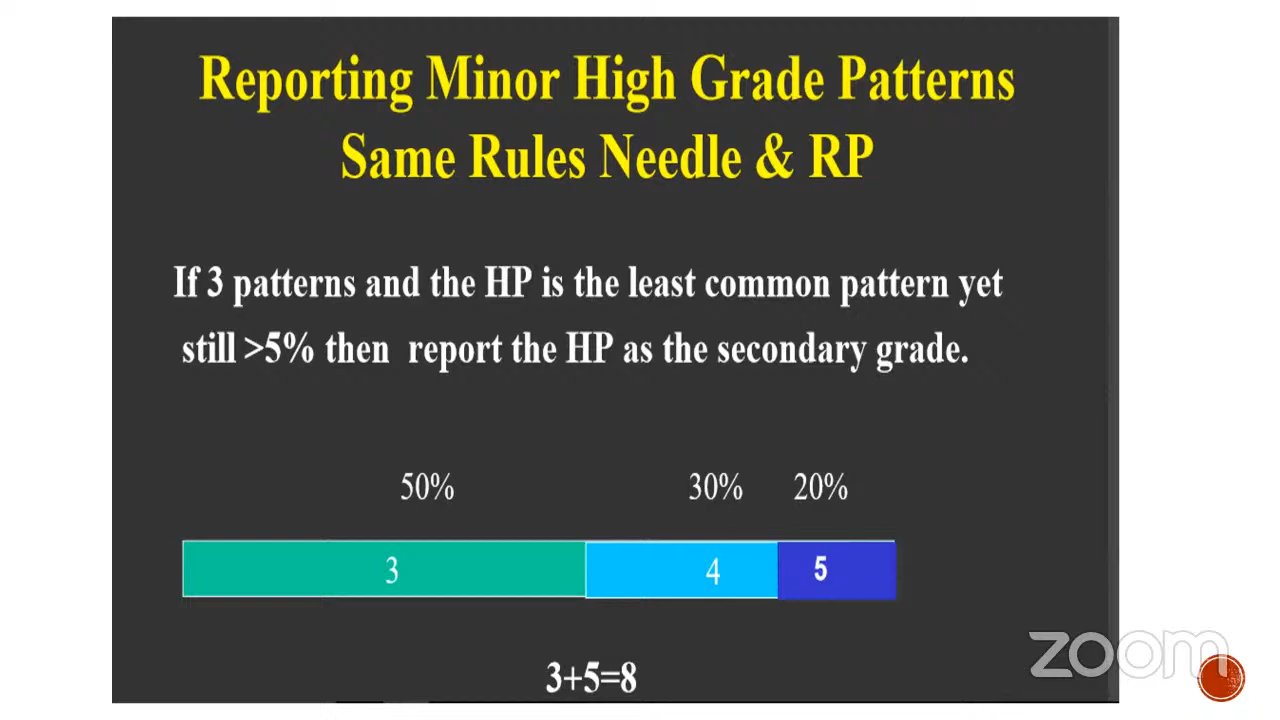 Reporting Minor High Grade Patterns
Same Rules Needle & RP
If 3 patterns and the HP is the least common pattern yet
still >5% then report the HP as the secondary grade.
50% 30% 20%
3 4 5
3+5=8
zoom